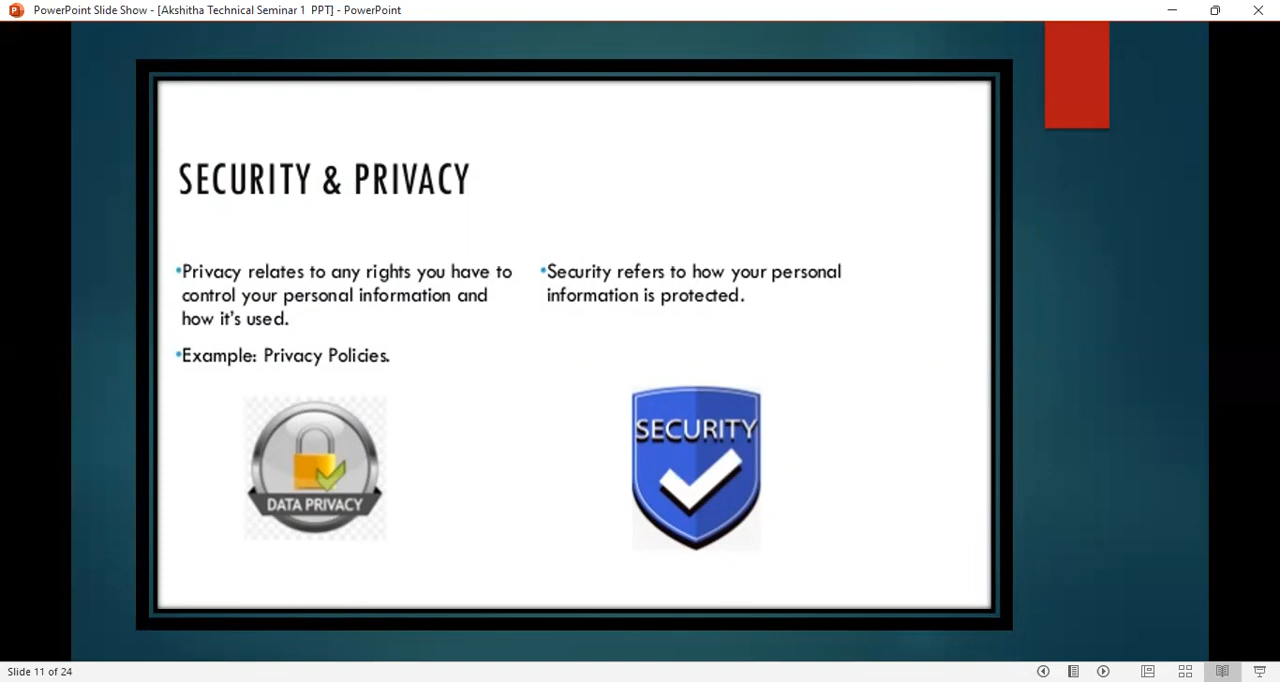 PowerPoint Slide Show - [Akshitha Technical Seminar 1 PPT] - PowerPoint
SECURITY & PRIVACY
•Privacy relates to any rights you have to
control your personal information and
how it's used.
•Example: Privacy Policies.
•Security refers to how your personal
information is protected.
DATA PRIVACY
SECURITY
Slide 11 of 24